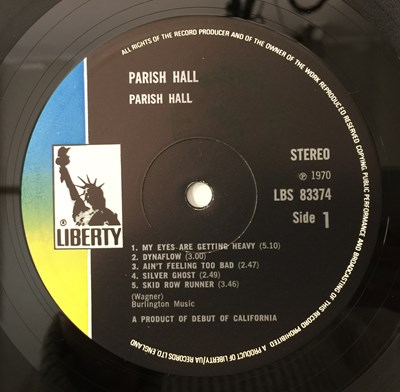 ALL RIGHTS OF THE RECORD PRODUCER AND OF THE OWNER OF THE WORK REPRODUCED RESERVED COPYING PUBLIC PERFORMANCE AND BROADCASTING OF THIS RECORD PROHIBITED
PARISH HALL
PARISH HALL
STEREO
℗ 1970
LBS 83374
Side 1
®
LIBERTY
1. MY EYES ARE GETTING HEAVY (5.10)
2. DYNAFLOW (3.00)
3. AIN'T FEELING TOO BAD (2.47)
4. SILVER GHOST (2.49)
5. SKID ROW RUNNER (3.46)
(Wagner)
Burlington Music
A PRODUCT OF DEBUT OF CALIFORNIA
A PRODUCT OF LIBERTY/UA RECORDS LTD, ENGLAND